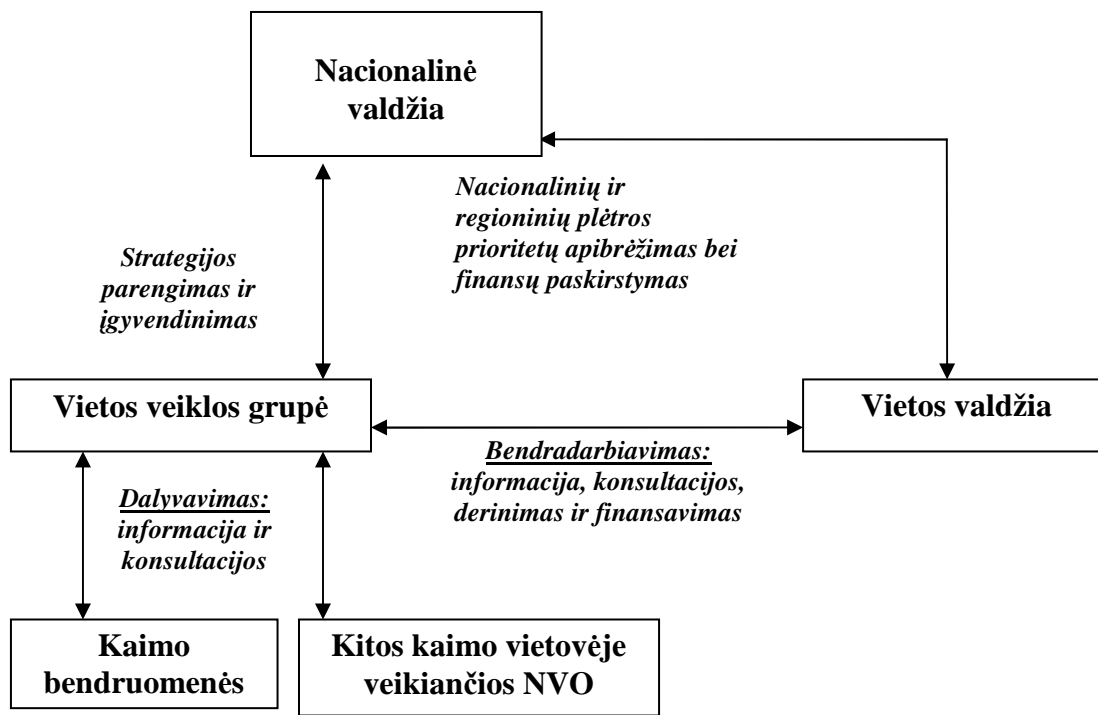 Nacionalinė
valdžia
Nacionalinių ir
regioninių plėtros
prioritetų apibrėžimas bei
finansų paskirstymas
Strategijos
parengimas ir
įgyvendinimas
Vietos veiklos grupė
Vietos valdžia
Bendradarbiavimas:
informacija, konsultacijos,
derinimas ir finansavimas
Dalyvavimas:
informacija ir
konsultacijos
Kaimo
bendruomenės
Kitos kaimo vietovėje
veikiančios NVO